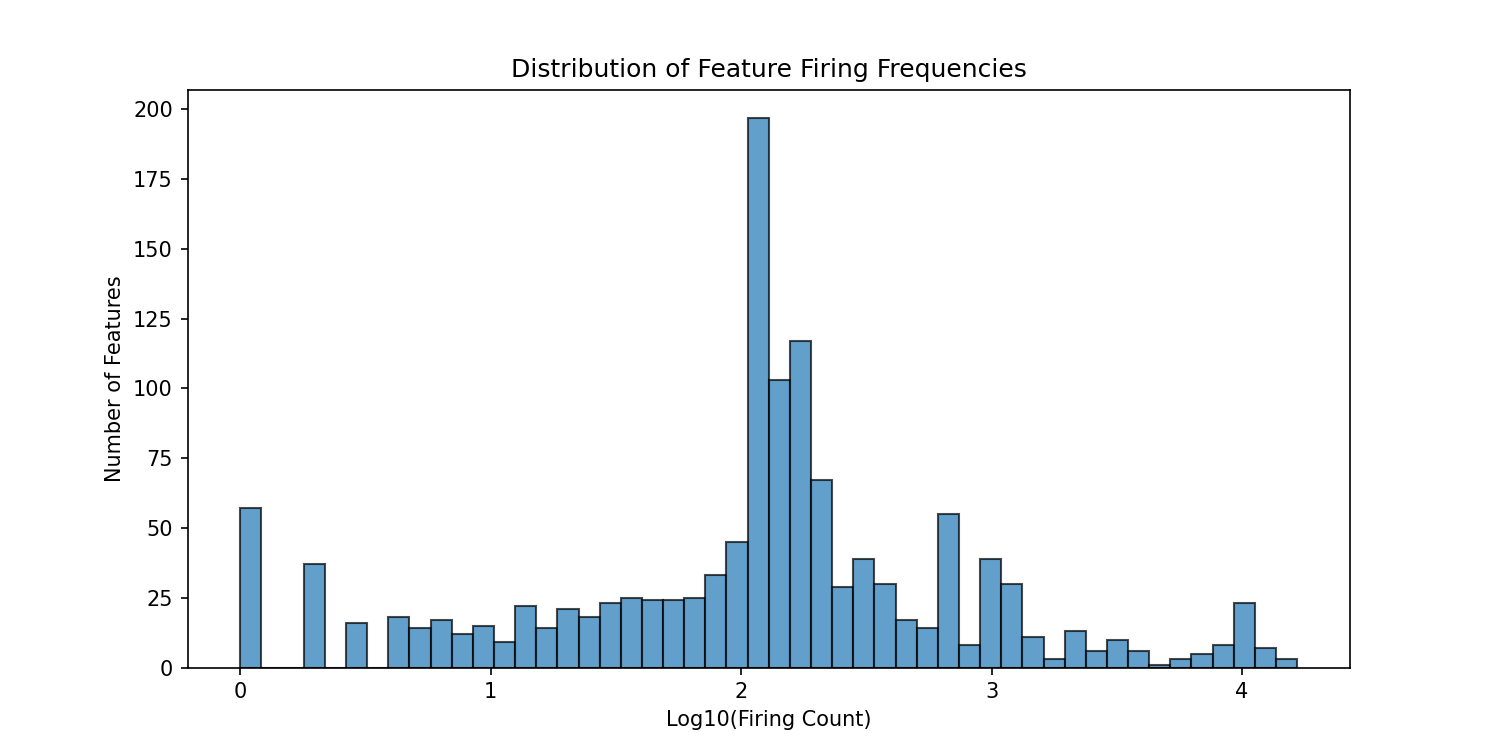 Distribution of Feature Firing Frequencies
200
175
150
125
100
75
50
25
0
Number of Features
0 1 2 3 4
Log10(Firing Count)